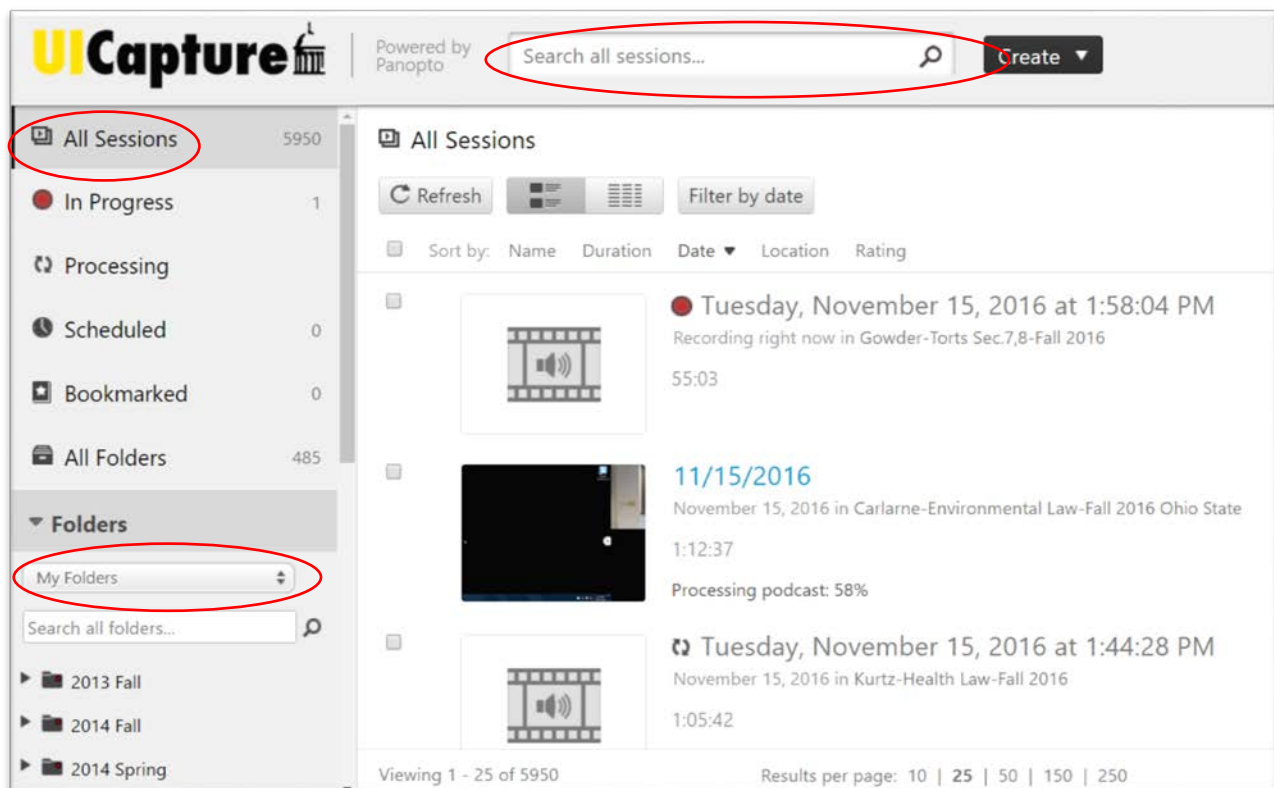 UICapture
Powered by
Panopto
Search all sessions...
Create
All Sessions 5950
In Progress 1
Processing
Scheduled 0
Bookmarked 0
All Folders 485
Folders
My Folders
Search all folders...
2013 Fall
2014 Fall
2014 Spring
All Sessions
Refresh
Filter by date
Sort by: Name Duration Date Location Rating
Tuesday, November 15, 2016 at 1:58:04 PM
Recording right now in Gowder-Torts Sec.7,8-Fall 2016
55:03
11/15/2016
November 15, 2016 in Carlarne-Environmental Law-Fall 2016 Ohio State
1:12:37
Processing podcast: 58%
Tuesday, November 15, 2016 at 1:44:28 PM
November 15, 2016 in Kurtz-Health Law-Fall 2016
1:05:42
Viewing 1 - 25 of 5950
Results per page: 10 | 25 | 50 | 150 | 250